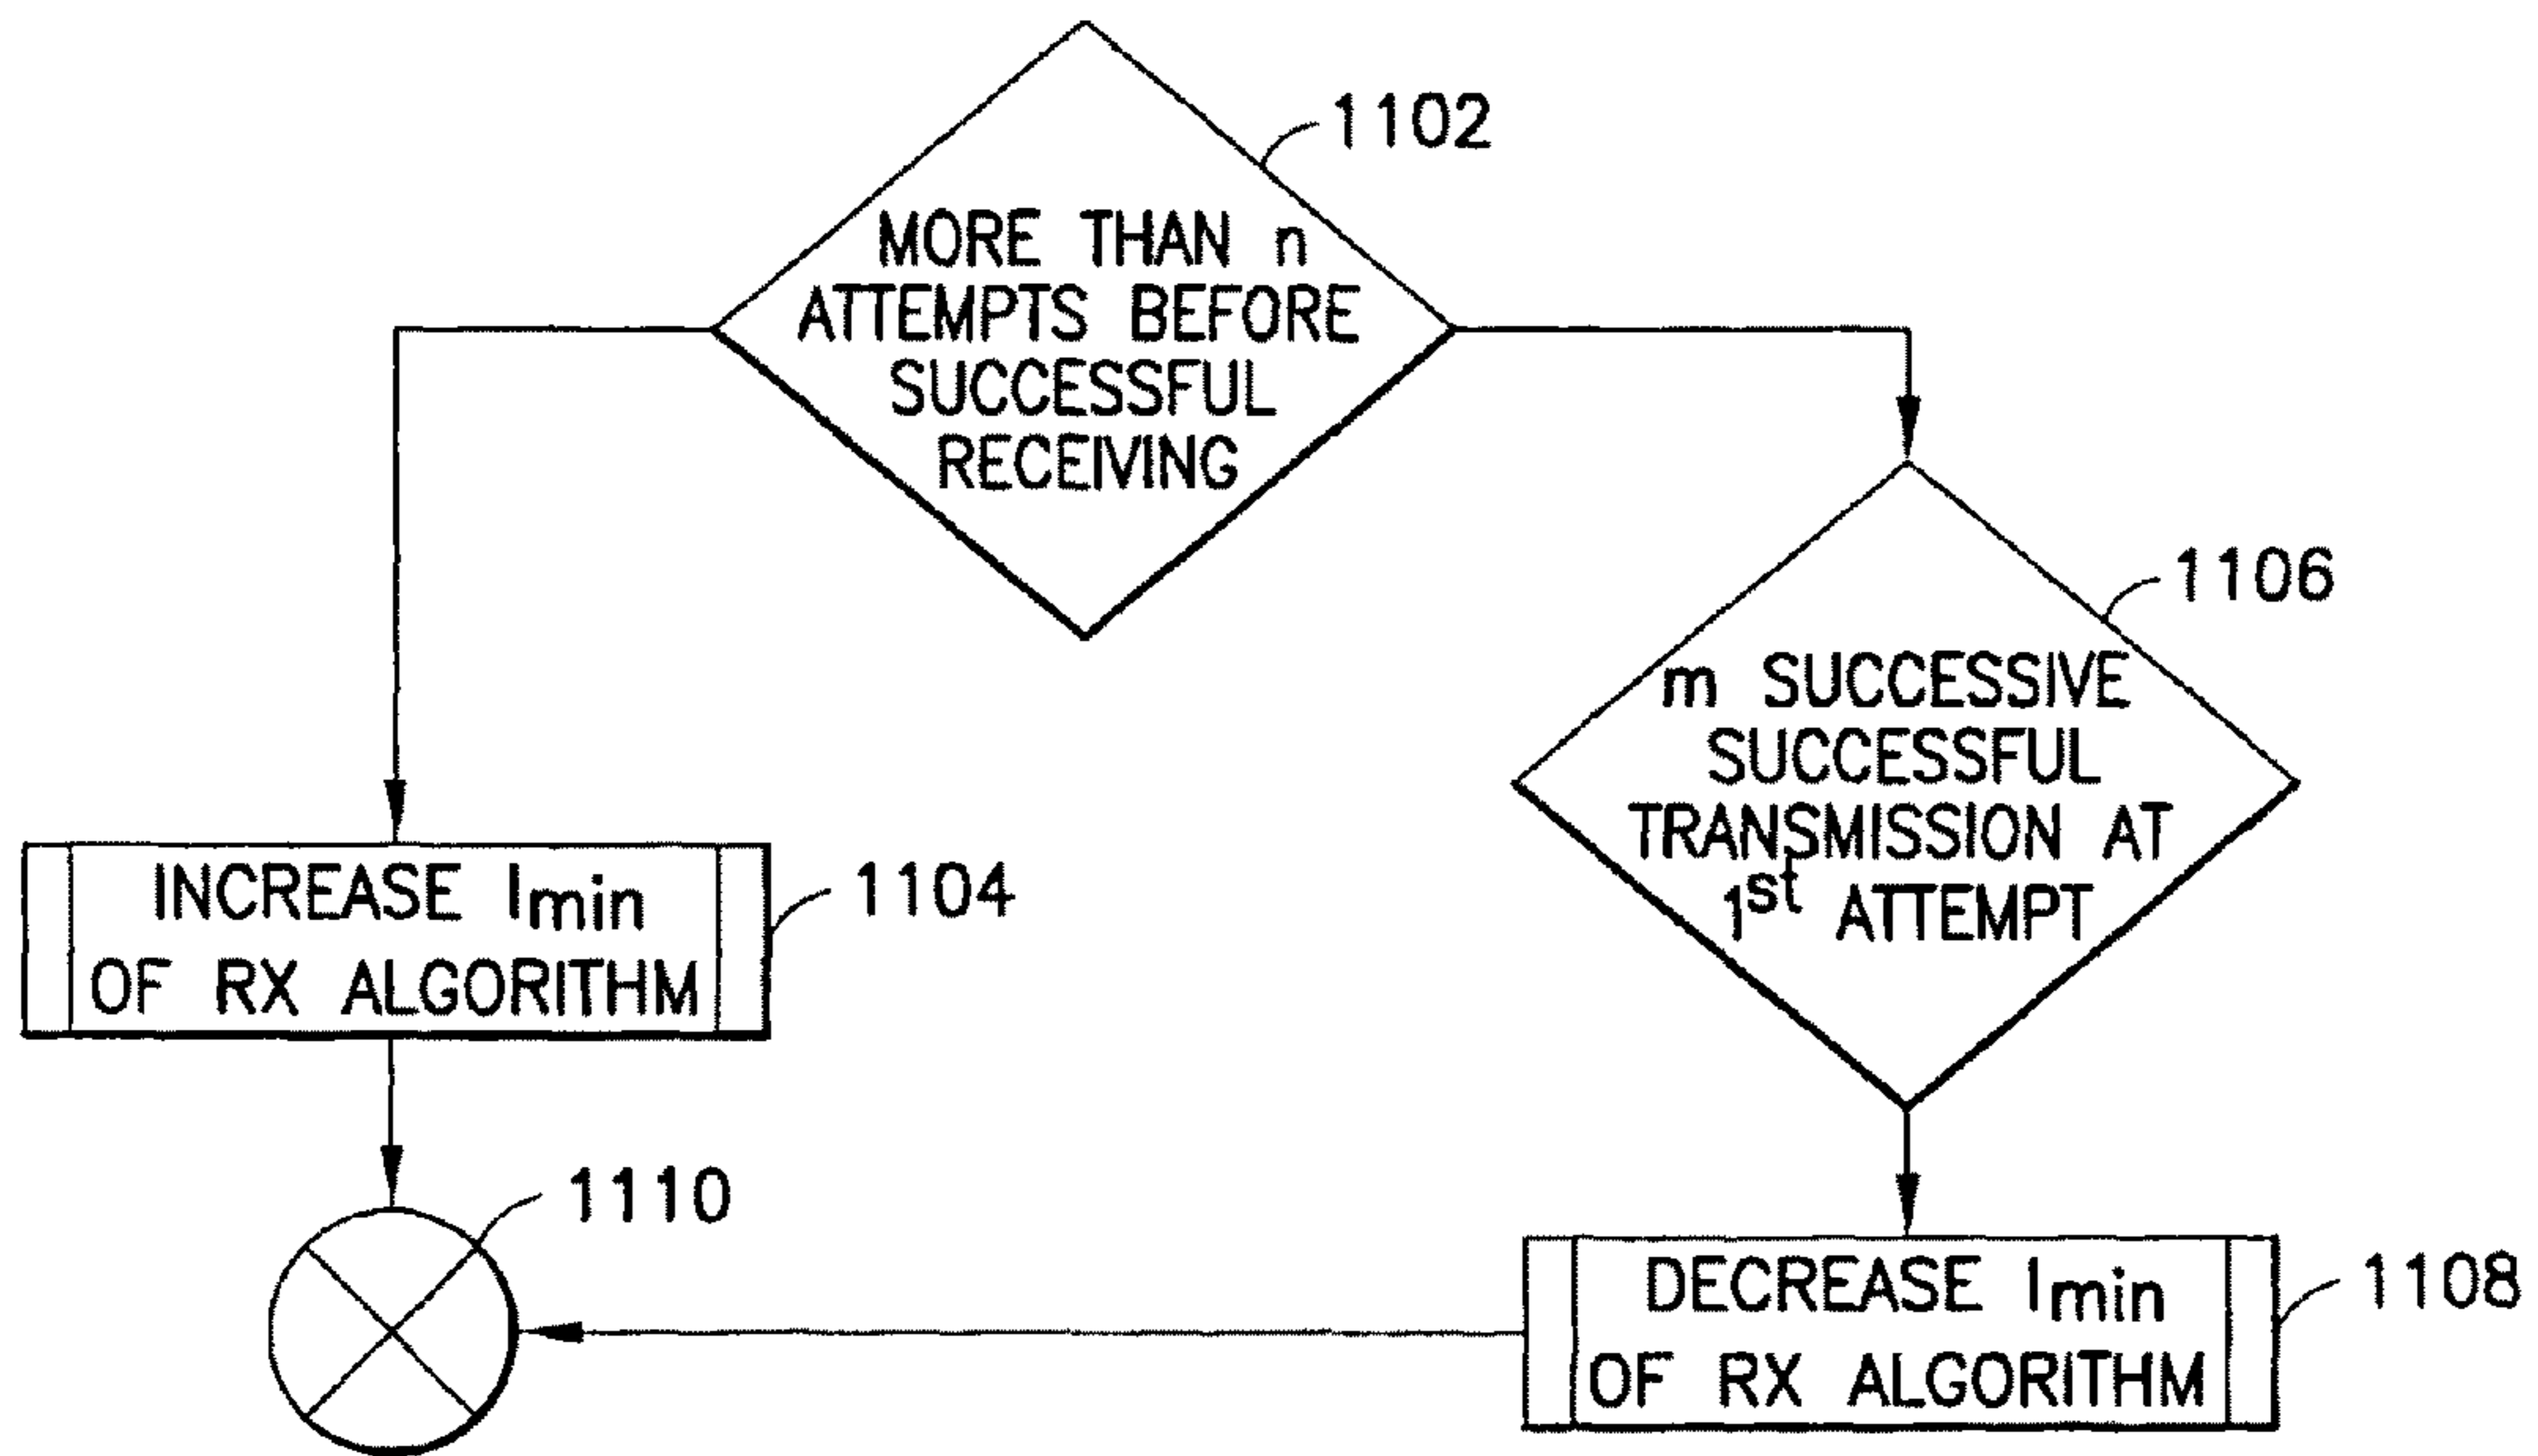 1102
MORE THAN n
ATTEMPTS BEFORE
SUCCESSFUL
RECEIVING
1106
m SUCCESSIVE
SUCCESSFUL
TRANSMISSION AT
1st ATTEMPT
INCREASE Imin
OF RX ALGORITHM
1104
1110
DECREASE Imin
OF RX ALGORITHM
1108